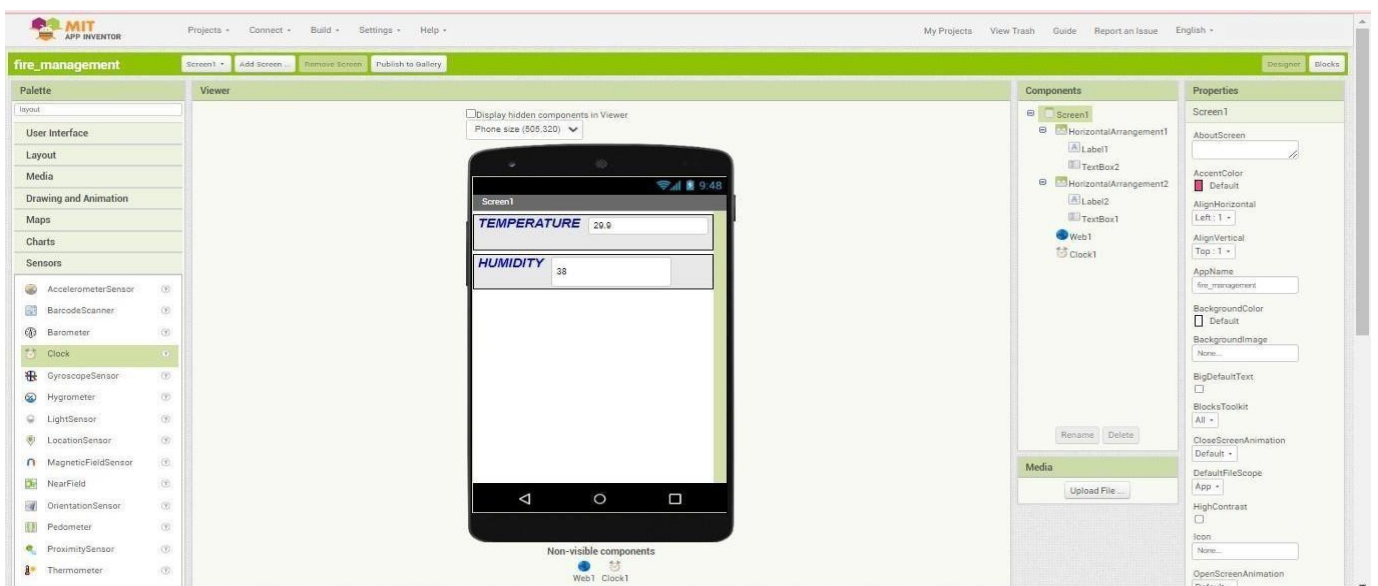 MIT
APP INVENTOR
Projects
Connect
Build
Settings
Help
My Projects
View Trash
Guide
Report an Issue
English
fire_management
Screen1
Add Screen ...
Remove Screen
Publish to Gallery
Designer
Blocks
Palette
layout
User Interface
Layout
Media
Drawing and Animation
Maps
Charts
Sensors
AccelerometerSensor
BarcodeScanner
Barometer
Clock
GyroscopeSensor
Hygrometer
LightSensor
LocationSensor
MagneticFieldSensor
NearField
OrientationSensor
Pedometer
ProximitySensor
Thermometer
Viewer
Display hidden components in Viewer
Phone size (505,320)
9:48
Screen1
TEMPERATURE 29.9
HUMIDITY 38
Non-visible components
Web1 Clock1
Components
Screen1
HorizontalArrangement1
Label1
TextBox2
HorizontalArrangement2
Label2
TextBox1
Web1
Clock1
Rename Delete
Media
Upload File ...
Properties
Screen1
AboutScreen
AccentColor
Default
AlignHorizontal
Left : 1
AlignVertical
Top : 1
AppName
fire_management
BackgroundColor
Default
BackgroundImage
None...
BigDefaultText
BlocksToolkit
All
CloseScreenAnimation
Default
DefaultFileScope
App
HighContrast
Icon
None...
OpenScreenAnimation